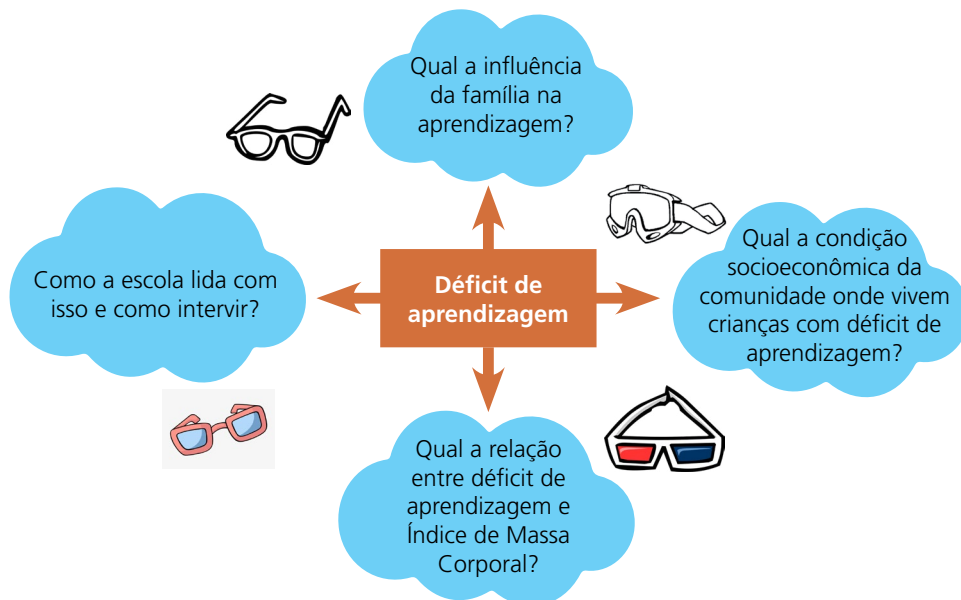 Qual a influência
da família na
aprendizagem?
Qual a condição
socioeconômica da
comunidade onde vivem
crianças com déficit de
aprendizagem?
Como a escola lida com
isso e como intervir?
Déficit de
aprendizagem
Qual a relação
entre déficit de
aprendizagem e
Índice de Massa
Corporal?